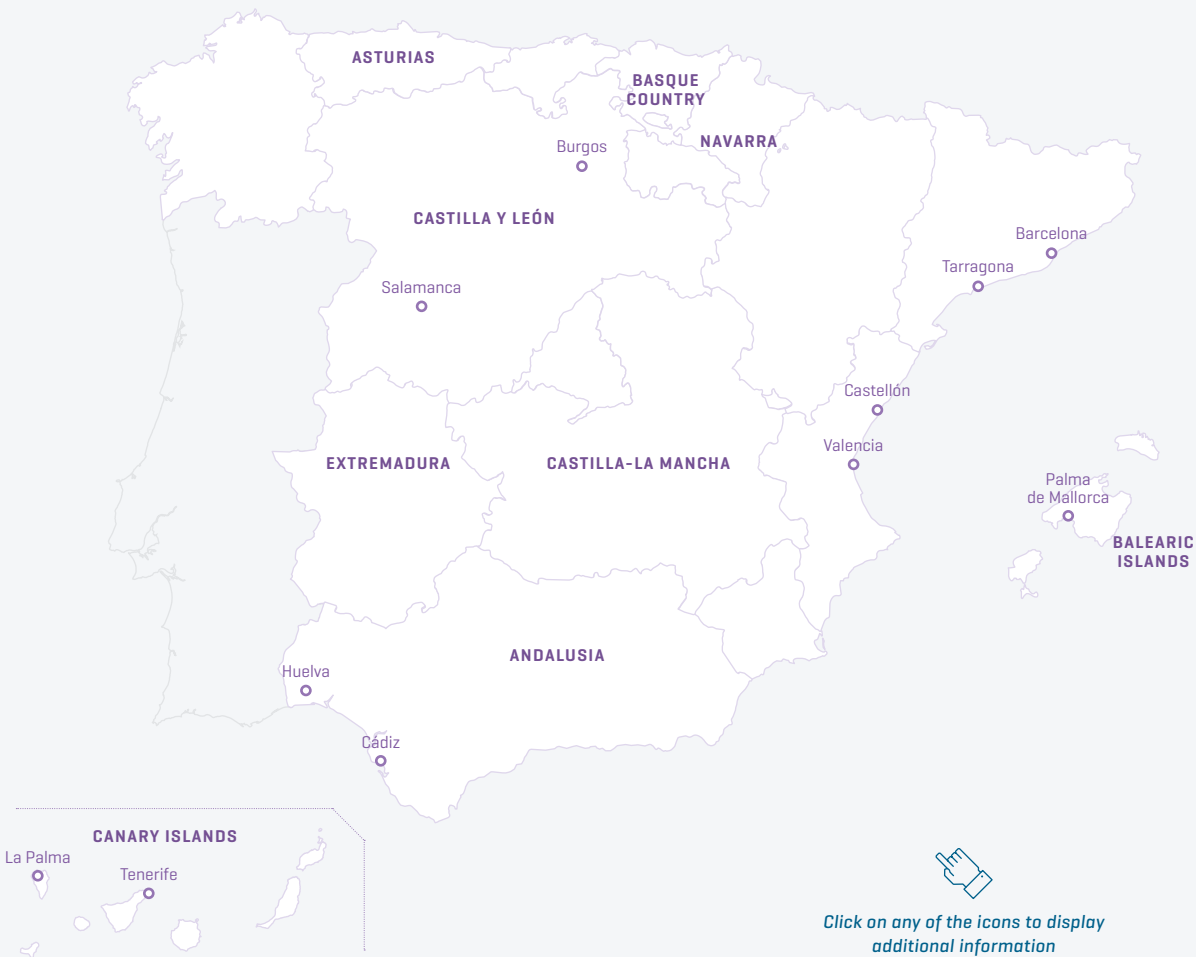 ASTURIAS
BASQUE
COUNTRY
NAVARRA
Burgos
CASTILLA Y LEÓN
Barcelona
Tarragona
Salamanca
Castellón
Valencia
EXTREMADURA
CASTILLA-LA MANCHA
Palma
de Mallorca
BALEARIC
ISLANDS
ANDALUSIA
Huelva
Cádiz
CANARY ISLANDS
La Palma
Tenerife
Click on any of the icons to display
additional information